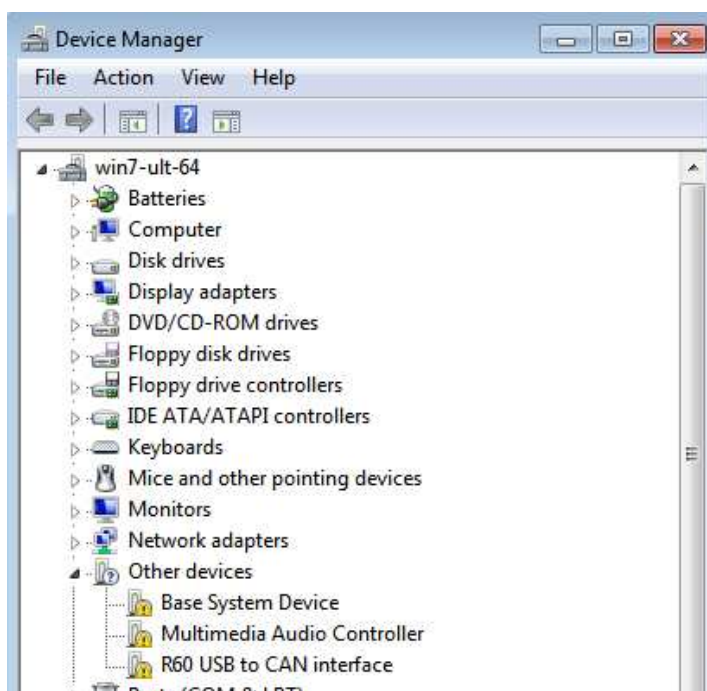 Device Manager
File Action View Help
win7-ult-64
Batteries
Computer
Disk drives
Display adapters
DVD/CD-ROM drives
Floppy disk drives
Floppy drive controllers
IDE ATA/ATAPI controllers
Keyboards
Mice and other pointing devices
Monitors
Network adapters
Other devices
Base System Device
Multimedia Audio Controller
R60 USB to CAN interface